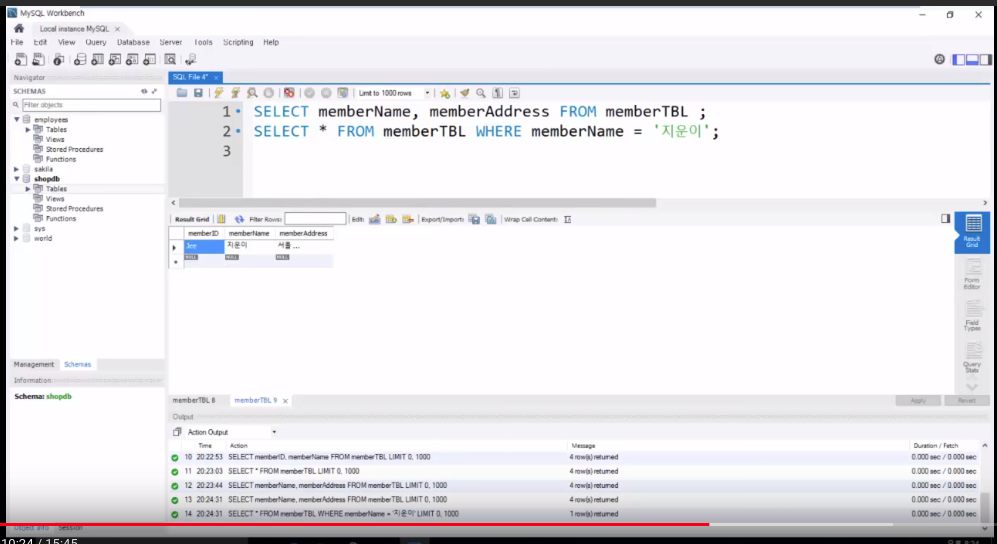 MySQL Workbench
Local instance MySQL
File Edit View Query Database Server Tools Scripting Help
Navigator
SCHEMAS
Filter objects
employees
Tables
Views
Stored Procedures
Functions
sakila
shopdb
Tables
Views
Stored Procedures
Functions
sys
world
Management Schemas
Information
Schema: shopdb
Object Info Session
SQL File 4*
Limit to 1000 rows
1 SELECT memberName, memberAddress FROM memberTBL ;
2 SELECT * FROM memberTBL WHERE memberName = '지운이';
3
Result Grid Filter Rows: Edit: Export/Import: Wrap Cell Content:
memberID memberName memberAddress
Jee 지운이 서울 ...
NULL NULL NULL
Result Grid
Form Editor
Field Types
Query Stats
memberTBL 8 memberTBL 9 Apply Revert
Output
Action Output
Time Action Message Duration / Fetch
10 20:22:53 SELECT memberID, memberName FROM memberTBL LIMIT 0, 1000 4 row(s) returned 0.000 sec / 0.000 sec
11 20:23:03 SELECT * FROM memberTBL LIMIT 0, 1000 4 row(s) returned 0.000 sec / 0.000 sec
12 20:23:44 SELECT memberName, memberAddress FROM memberTBL LIMIT 0, 1000 4 row(s) returned 0.000 sec / 0.000 sec
13 20:24:31 SELECT memberName, memberAddress FROM memberTBL LIMIT 0, 1000 4 row(s) returned 0.000 sec / 0.000 sec
14 20:24:31 SELECT * FROM memberTBL WHERE memberName = '지운이' LIMIT 0, 1000 1 row(s) returned 0.000 sec / 0.000 sec
10:24 / 15:45